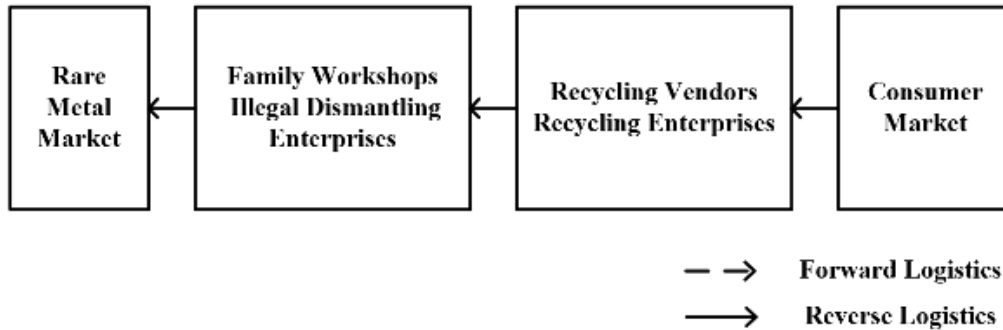 Rare
Metal
Market
Family Workshops
Illegal Dismantling
Enterprises
Recycling Vendors
Recycling Enterprises
Consumer
Market
Forward Logistics
Reverse Logistics